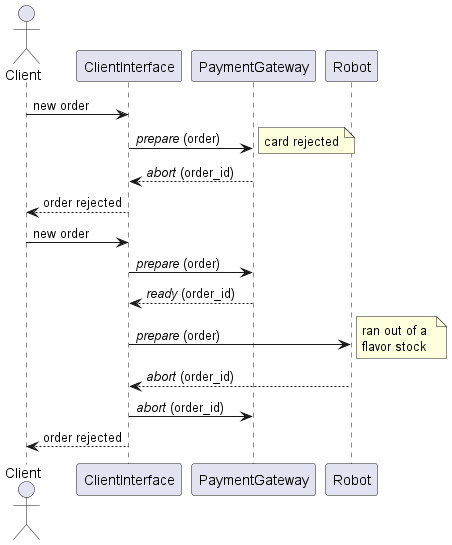 Client
ClientInterface
PaymentGateway
Robot
new order
prepare (order)
card rejected
abort (order_id)
order rejected
new order
prepare (order)
ready (order_id)
prepare (order)
ran out of a
flavor stock
abort (order_id)
abort (order_id)
order rejected
Client
ClientInterface
PaymentGateway
Robot